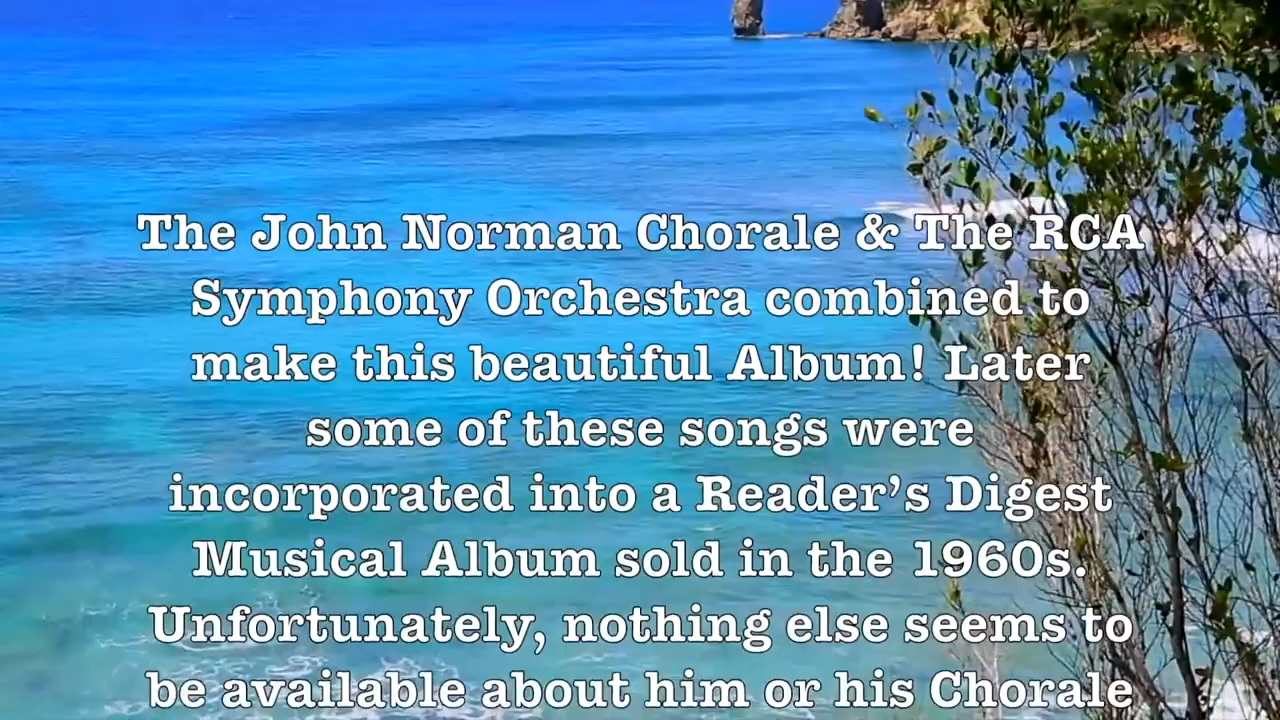 The John Norman Chorale & The RCA
Symphony Orchestra combined to
make this beautiful Album! Later
some of these songs were
incorporated into a Reader’s Digest
Musical Album sold in the 1960s.
Unfortunately, nothing else seems to
be available about him or his Chorale